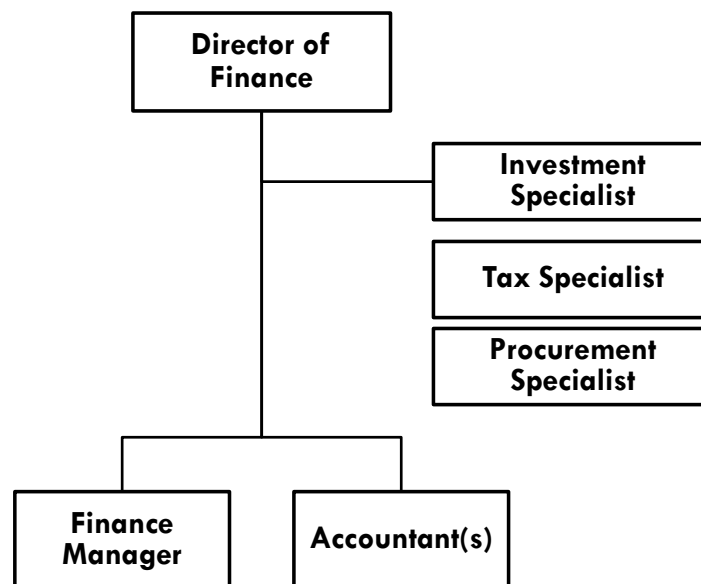 Director of
Finance
Investment
Specialist
Tax Specialist
Procurement
Specialist
Finance
Manager
Accountant(s)